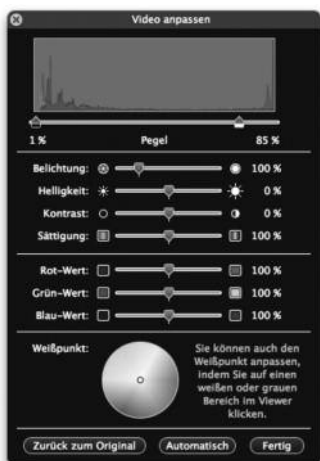 Video anpassen
1 % Pegel 85 %
Belichtung: 100 %
Helligkeit: 0 %
Kontrast: 0 %
Sättigung: 100 %
Rot-Wert: 100 %
Grün-Wert: 100 %
Blau-Wert: 100 %
Weißpunkt:
Sie können auch den
Weißpunkt anpassen,
indem Sie auf einen
weißen oder grauen
Bereich im Viewer
klicken.
Zurück zum Original Automatisch Fertig